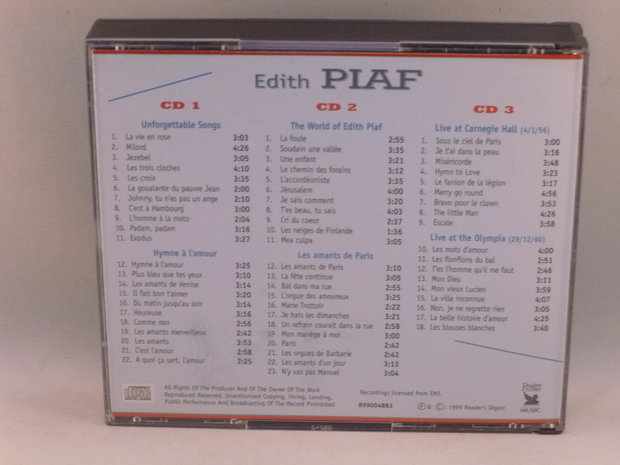 Edith PIAF
CD 1
Unforgettable Songs
1. La vie en rose 3:03
2. Milord 4:26
3. Jezebel 3:05
4. Les trois cloches 4:10
5. Les croix 3:35
6. La goualante du pauvre Jean 2:00
7. Johnny, tu n'es pas un ange 2:10
8. C'est à Hambourg 3:00
9. L'homme à la moto 2:04
10. Padam, padam 3:16
11. Exodus 3:27
Hymne à l'amour
12. Hymne à l'amour 3:25
13. Plus bleu que tes yeux 3:10
14. Les amants de Venise 3:14
15. Il fait bon t'aimer 3:20
16. Du matin jusqu'au soir 3:14
17. Heureuse 3:16
18. Comme moi 2:56
19. Les amants merveilleux 2:42
20. Les amants 3:53
21. C'est l'amour 2:58
22. A quoi ça sert, l'amour 2:25
CD 2
The World of Edith Piaf
1. La foule 2:55
2. Soudain une vallée 3:35
3. Une enfant 3:21
4. Le chemin des forains 3:12
5. L'accordéoniste 3:35
6. Jérusalem 4:00
7. Je sais comment 3:20
8. T'es beau, tu sais 4:03
9. Cri du coeur 2:37
10. Les neiges de Finlande 1:36
11. Mea culpa 3:05
Les amants de Paris
12. Les amants de Paris 3:10
13. La fête continue 3:05
14. Bal dans ma rue 2:55
15. L'orgue des amoureux 3:25
16. Marie Trottoir 2:22
17. Je hais les dimanches 3:21
18. Un refrain courait dans la rue 2:58
19. Mon manège à moi 3:00
20. Paris 2:42
21. Les orgues de Barbarie 2:42
22. Les amants d'un jour 3:13
23. N'y vas pas Manuel 3:04
CD 3
Live at Carnegie Hall (4/1/56)
1. Sous le ciel de Paris 3:00
2. Je t'ai dans la peau 3:16
3. Miséricorde 3:48
4. Hymn to Love 3:23
5. Le fanion de la légion 3:17
6. Merry go round 4:56
7. Bravo pour le clown 3:53
8. The little Man 4:26
9. Escale 3:58
Live at the Olympia (29/12/60)
10. Les mots d'amour 4:00
11. Les flonflons du bal 2:51
12. T'es l'homme qu'il me faut 2:46
13. Mon Dieu 3:11
14. Mon vieux Lucien 3:59
15. La ville inconnue 4:07
16. Non, je ne regrette rien 3:05
17. La belle histoire d'amour 4:25
18. Les blouses blanches 3:48
All Rights Of The Producer And Of The Owner Of The Work
Reproduced Reserved. Unauthorized Copying, Hiring, Lending,
Public Performance And Broadcasting Of The Record Prohibited
Recordings licensed from EMI.
B99004883
℗ & © 1999 Reader's Digest
Reader's
Digest
MUSIC